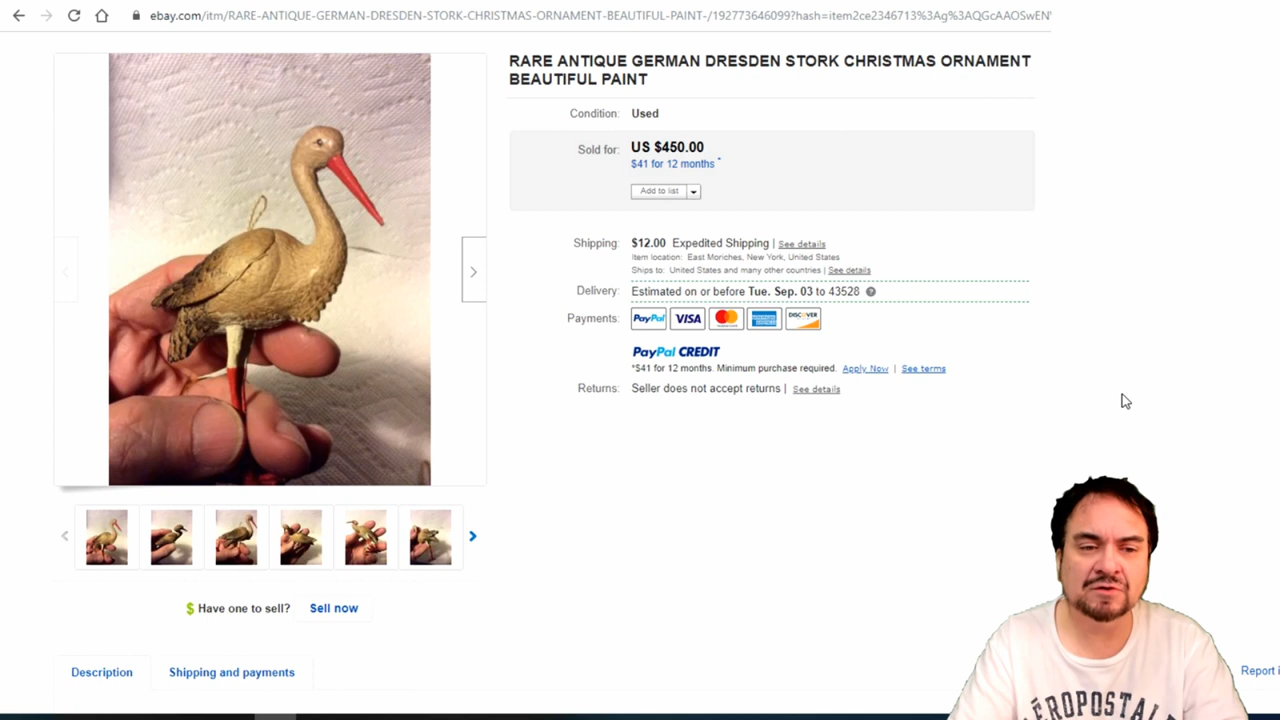 ebay.com/itm/RARE-ANTIQUE-GERMAN-DRESDEN-STORK-CHRISTMAS-ORNAMENT-BEAUTIFUL-PAINT-/192773646099?hash=item2ce2346713%3Ag%3AQGcAAOSwEN
RARE ANTIQUE GERMAN DRESDEN STORK CHRISTMAS ORNAMENT
BEAUTIFUL PAINT
Condition: Used
Sold for: US $450.00
$41 for 12 months *
Add to list
Shipping: $12.00 Expedited Shipping | See details
Item location: East Moriches, New York, United States
Ships to: United States and many other countries | See details
Delivery: Estimated on or before Tue. Sep. 03 to 43528 ?
Payments: PayPal VISA MasterCard AMERICAN EXPRESS DISCOVER
PayPal CREDIT
*$41 for 12 months. Minimum purchase required. Apply Now | See terms
Returns: Seller does not accept returns | See details
$ Have one to sell? Sell now
Description
Shipping and payments
Report i
AÉROPOSTALE